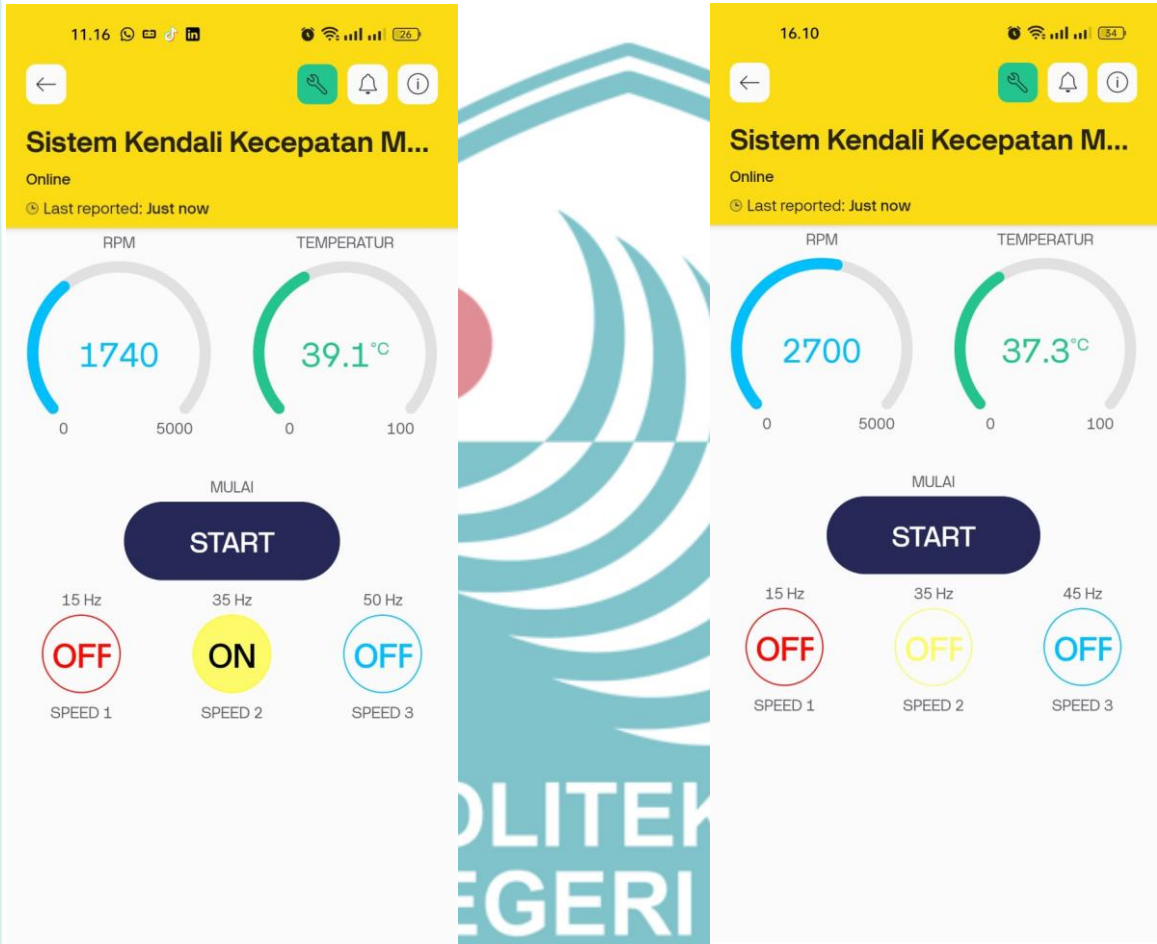 11.16
26
Sistem Kendali Kecepatan M...
Online
Last reported: Just now
RPM
TEMPERATUR
1740
39.1°C
0
5000
0
100
MULAI
START
15 Hz
35 Hz
50 Hz
OFF
ON
OFF
SPEED 1
SPEED 2
SPEED 3
16.10
34
Sistem Kendali Kecepatan M...
Online
Last reported: Just now
RPM
TEMPERATUR
2700
37.3°C
0
5000
0
100
MULAI
START
15 Hz
35 Hz
45 Hz
OFF
OFF
OFF
SPEED 1
SPEED 2
SPEED 3
OLITEK
EGERI